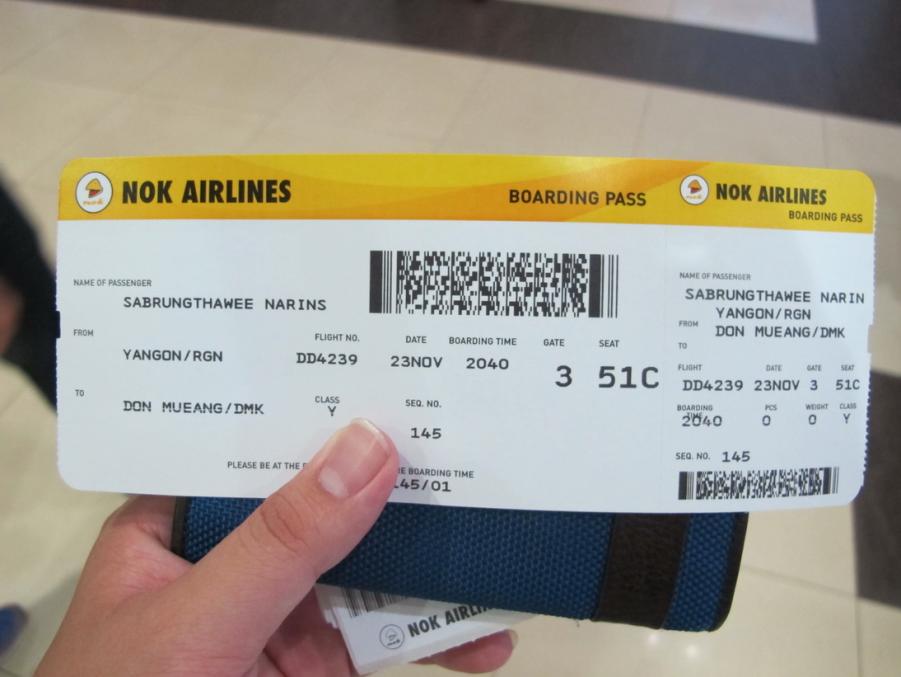 NOK AIRLINES
BOARDING PASS
NAME OF PASSENGER
SABRUNGTHAWEE NARINS
FROM
YANGON/RGN
TO
DON MUEANG/DMK
FLIGHT NO. DATE BOARDING TIME GATE SEAT
DD4239 23NOV 2040 3 51C
CLASS SEQ. NO.
Y 145
PLEASE BE AT THE BOARDING TIME
145/01
nok
NOK AIRLINES
BOARDING PASS
NAME OF PASSENGER
SABRUNGTHAWEE NARIN
FROM YANGON/RGN
TO DON MUEANG/DMK
FLIGHT DATE GATE SEAT
DD4239 23NOV 3 51C
BOARDING TIME PCS WEIGHT CLASS
2040 0 0 Y
SEQ. NO. 145
NOK AIRLIN